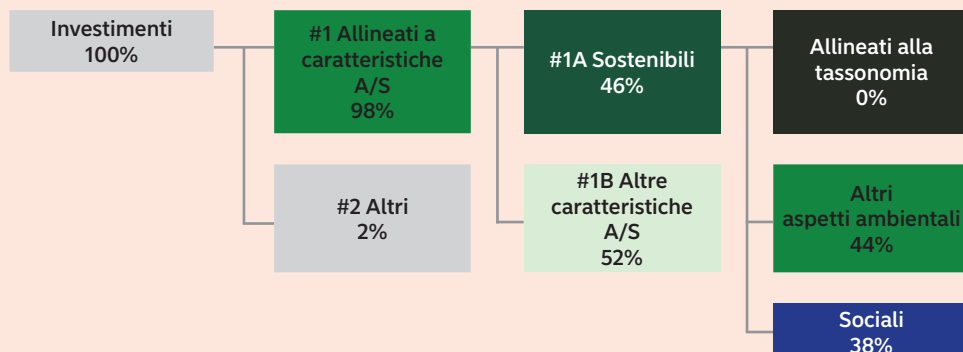 Investimenti
100%
#1 Allineati a
caratteristiche
A/S
98%
#2 Altri
2%
#1A Sostenibili
46%
#1B Altre
caratteristiche
A/S
52%
Allineati alla
tassonomia
0%
Altri
aspetti ambientali
44%
Sociali
38%